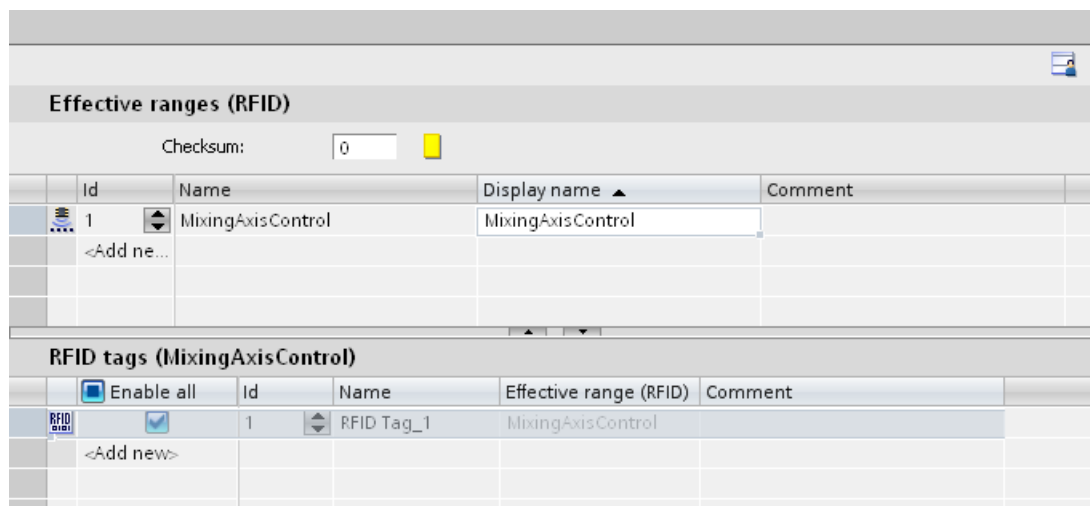 Effective ranges (RFID)
Checksum: 0
Id Name Display name Comment
1 MixingAxisControl MixingAxisControl
<Add ne...
RFID tags (MixingAxisControl)
Enable all Id Name Effective range (RFID) Comment
RFID 1 RFID Tag_1 MixingAxisControl
<Add new>